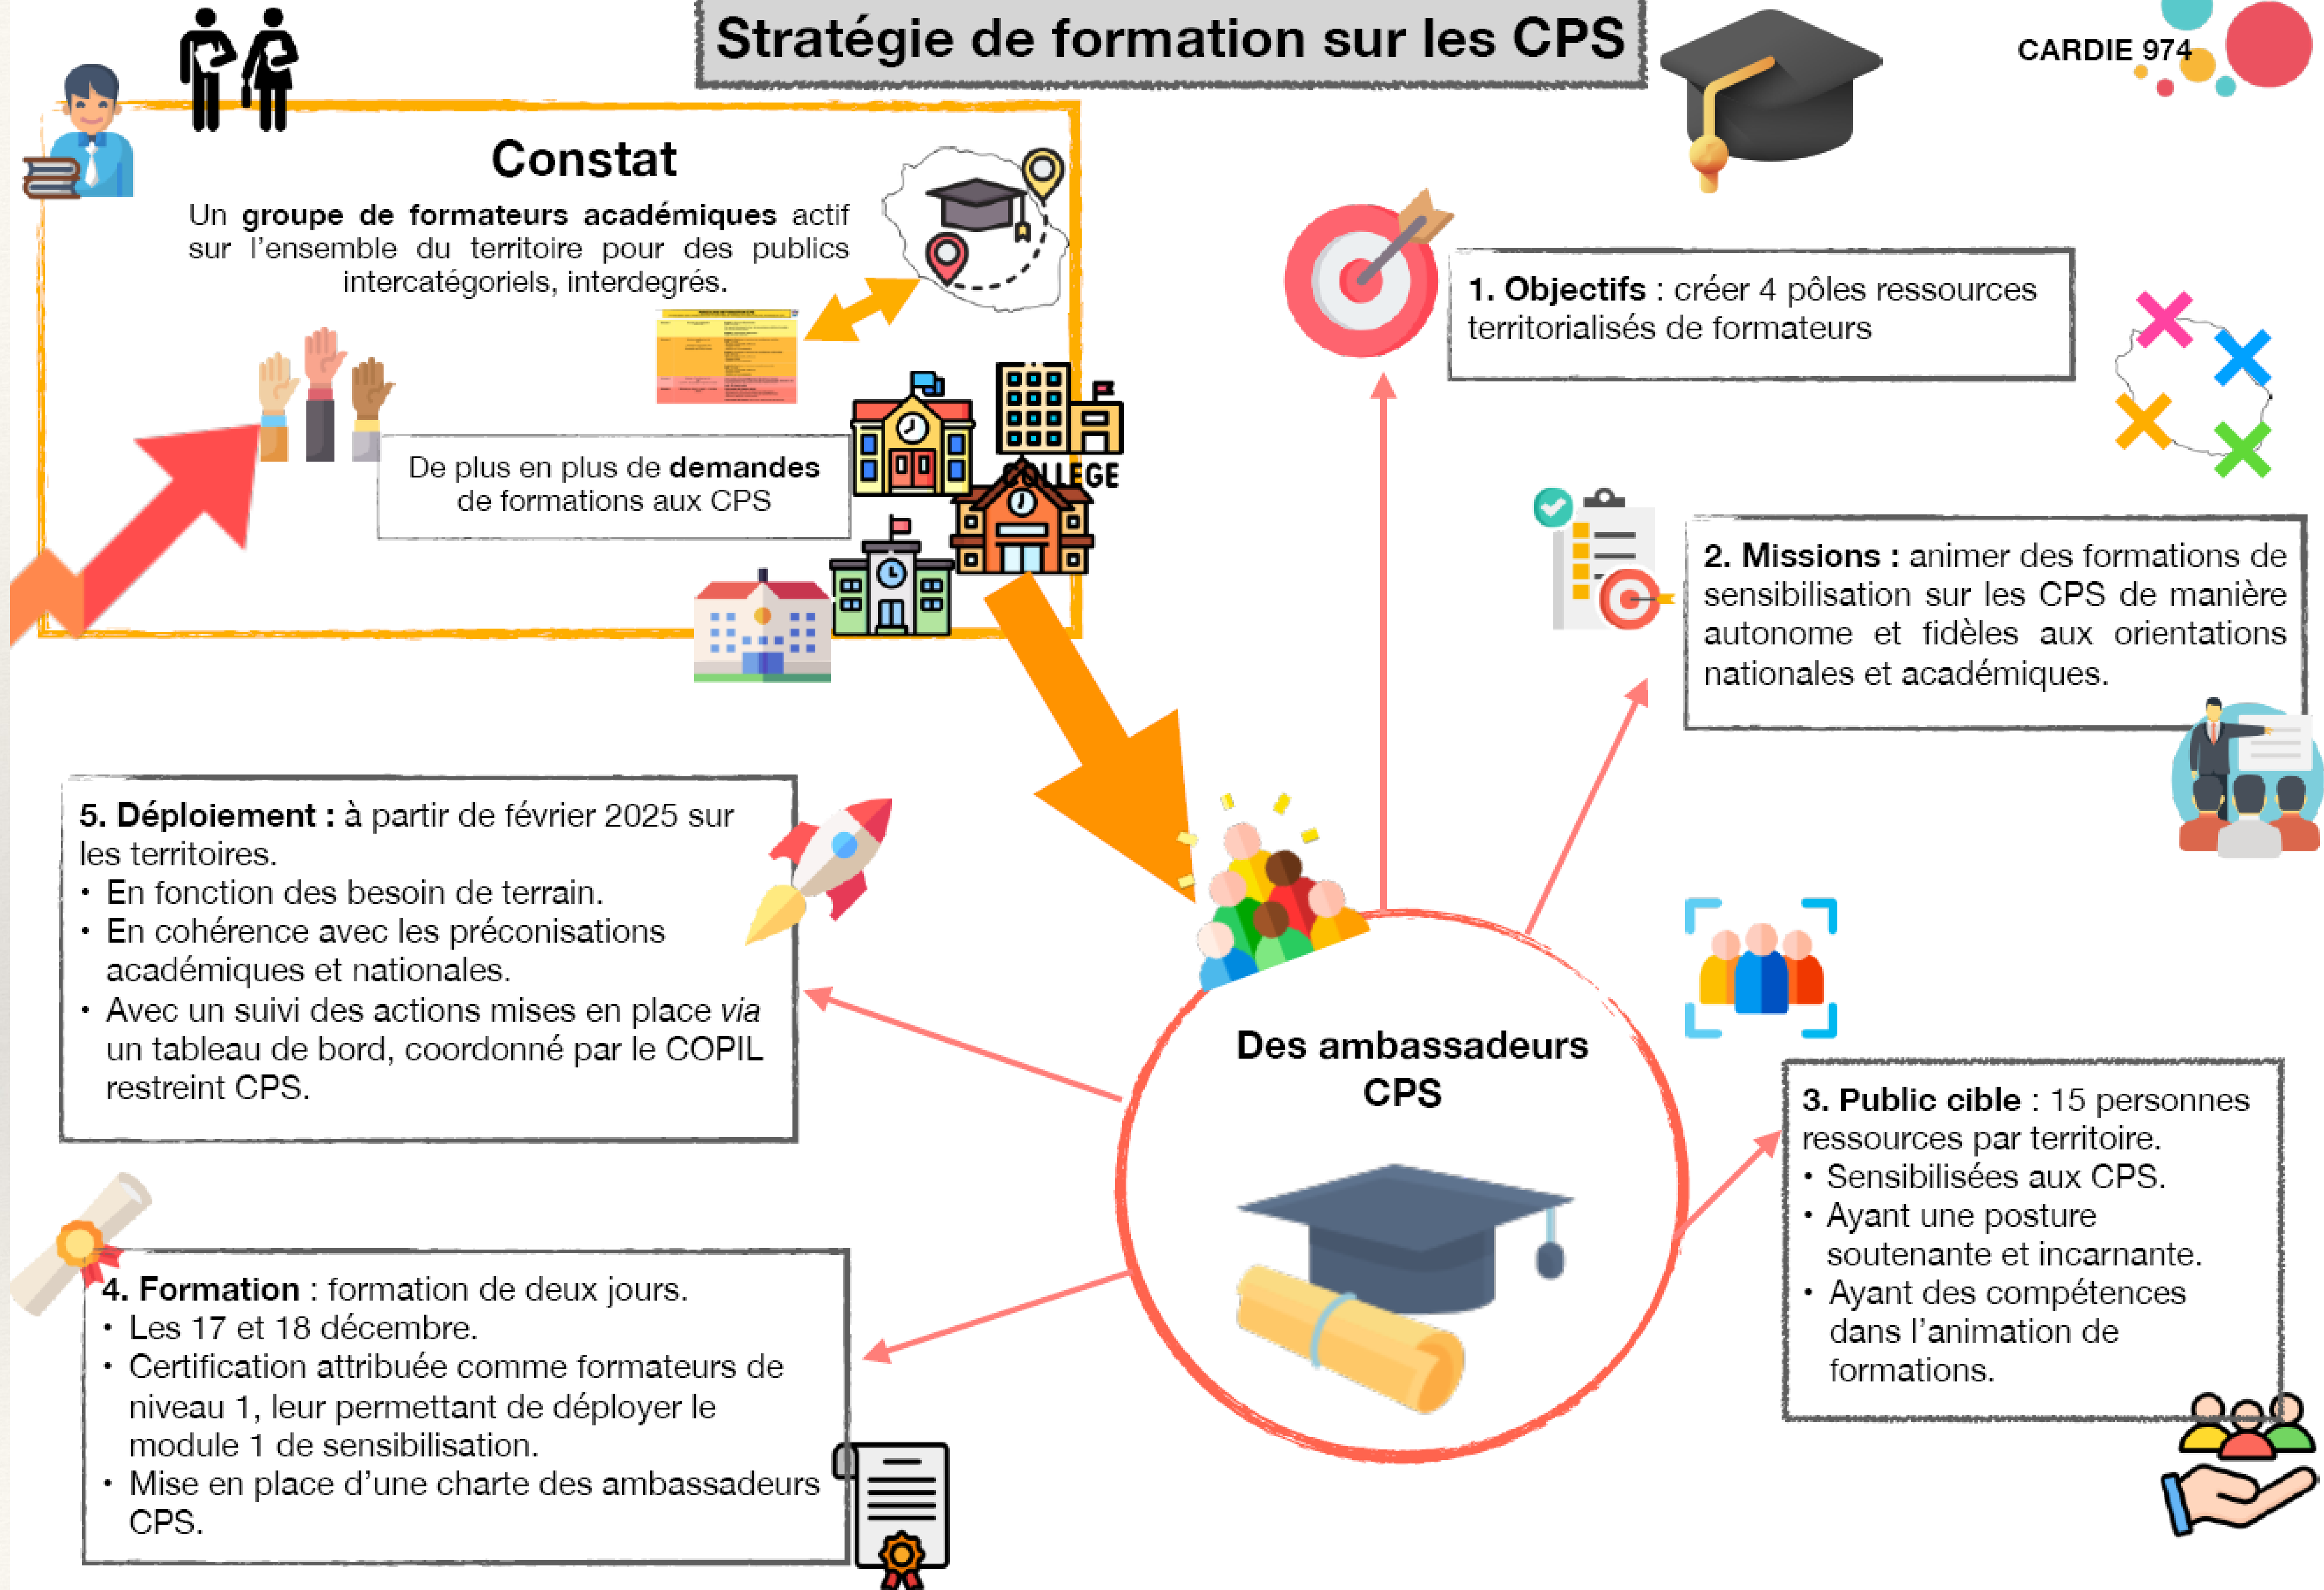 Stratégie de formation sur les CPS
CARDIE 974
Constat
Un groupe de formateurs académiques actif
sur l'ensemble du territoire pour des publics
intercatégoriels, interdegrés.
De plus en plus de demandes
de formations aux CPS
COLLEGE
1. Objectifs : créer 4 pôles ressources
territorialisés de formateurs
2. Missions : animer des formations de
sensibilisation sur les CPS de manière
autonome et fidèles aux orientations
nationales et académiques.
Des ambassadeurs
CPS
3. Public cible : 15 personnes
ressources par territoire.
• Sensibilisées aux CPS.
• Ayant une posture
soutenante et incarnante.
• Ayant des compétences
dans l'animation de
formations.
4. Formation : formation de deux jours.
• Les 17 et 18 décembre.
• Certification attribuée comme formateurs de
niveau 1, leur permettant de déployer le
module 1 de sensibilisation.
• Mise en place d'une charte des ambassadeurs
CPS.
5. Déploiement : à partir de février 2025 sur
les territoires.
• En fonction des besoin de terrain.
• En cohérence avec les préconisations
académiques et nationales.
• Avec un suivi des actions mises en place via
un tableau de bord, coordonné par le COPIL
restreint CPS.